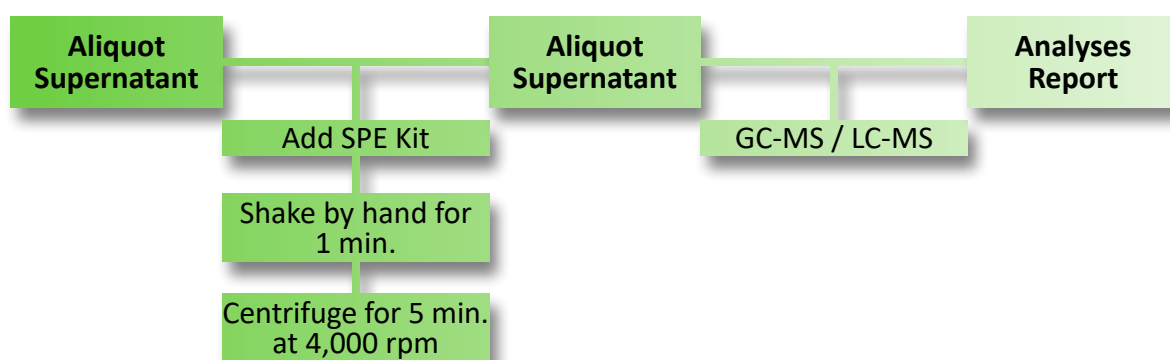 Aliquot
Supernatant
Add SPE Kit
Shake by hand for
1 min.
Centrifuge for 5 min.
at 4,000 rpm
Aliquot
Supernatant
GC-MS / LC-MS
Analyses
Report